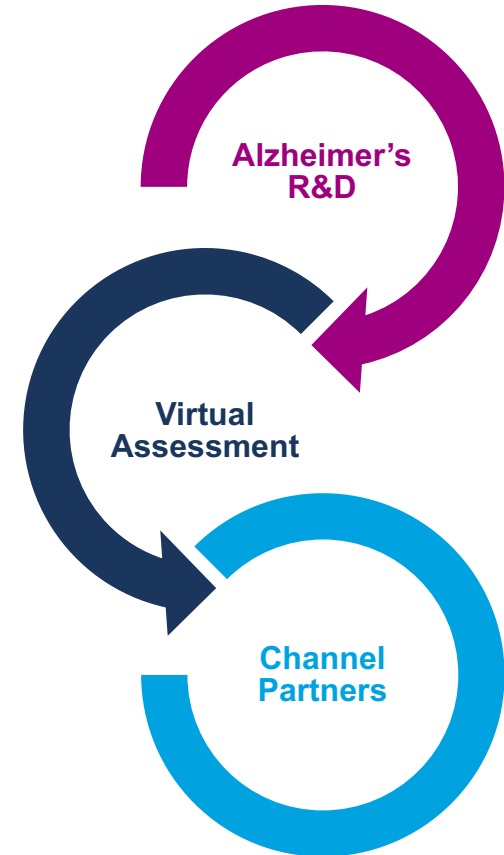 Alzheimer’s
R&D
Virtual
Assessment
Channel
Partners